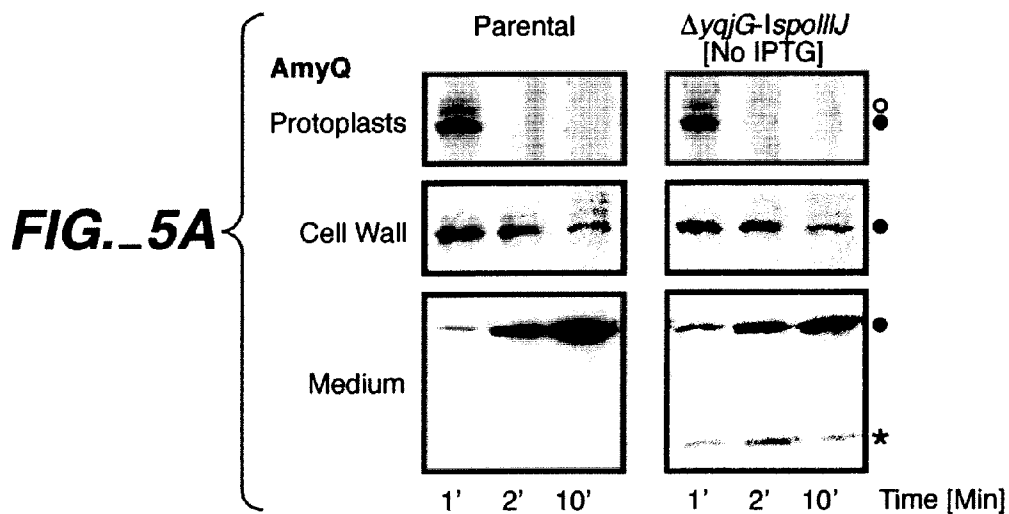 Parental
ΔyqjG-IspoIIIJ
[No IPTG]
AmyQ
Protoplasts
Cell Wall
Medium
FIG._5A
1' 2' 10' 1' 2' 10' Time [Min]